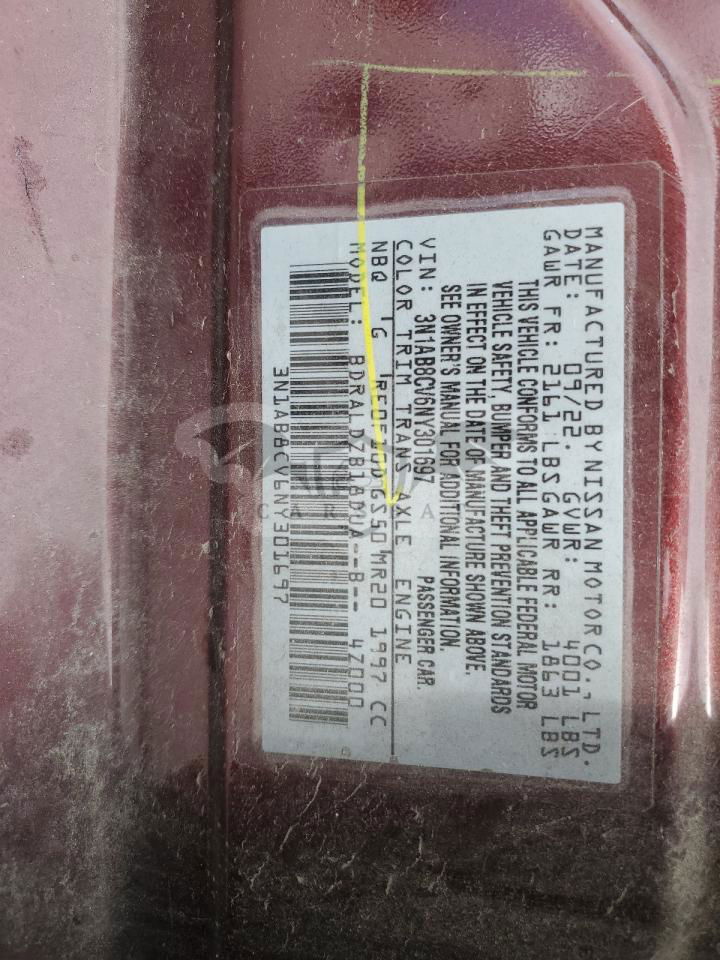 MANUFACTURED BY NISSAN MOTOR CO., LTD.
DATE: 09/22. GVWR: 4001 LBS
GAWR FR: 2161 LBS GAWR RR: 1863 LBS
THIS VEHICLE CONFORMS TO ALL APPLICABLE FEDERAL MOTOR
VEHICLE SAFETY, BUMPER AND THEFT PREVENTION STANDARDS
IN EFFECT ON THE DATE OF MANUFACTURE SHOWN ABOVE.
SEE OWNER'S MANUAL FOR ADDITIONAL INFORMATION.
VIN: 3N1AB8CV6NY301697 PASSENGER CAR.
COLOR TRIM TRANS AXLE ENGINE
NBQ G GS50 MR20 1997 CC
MODEL: 4Z000
3N1AB8CV6NY301697